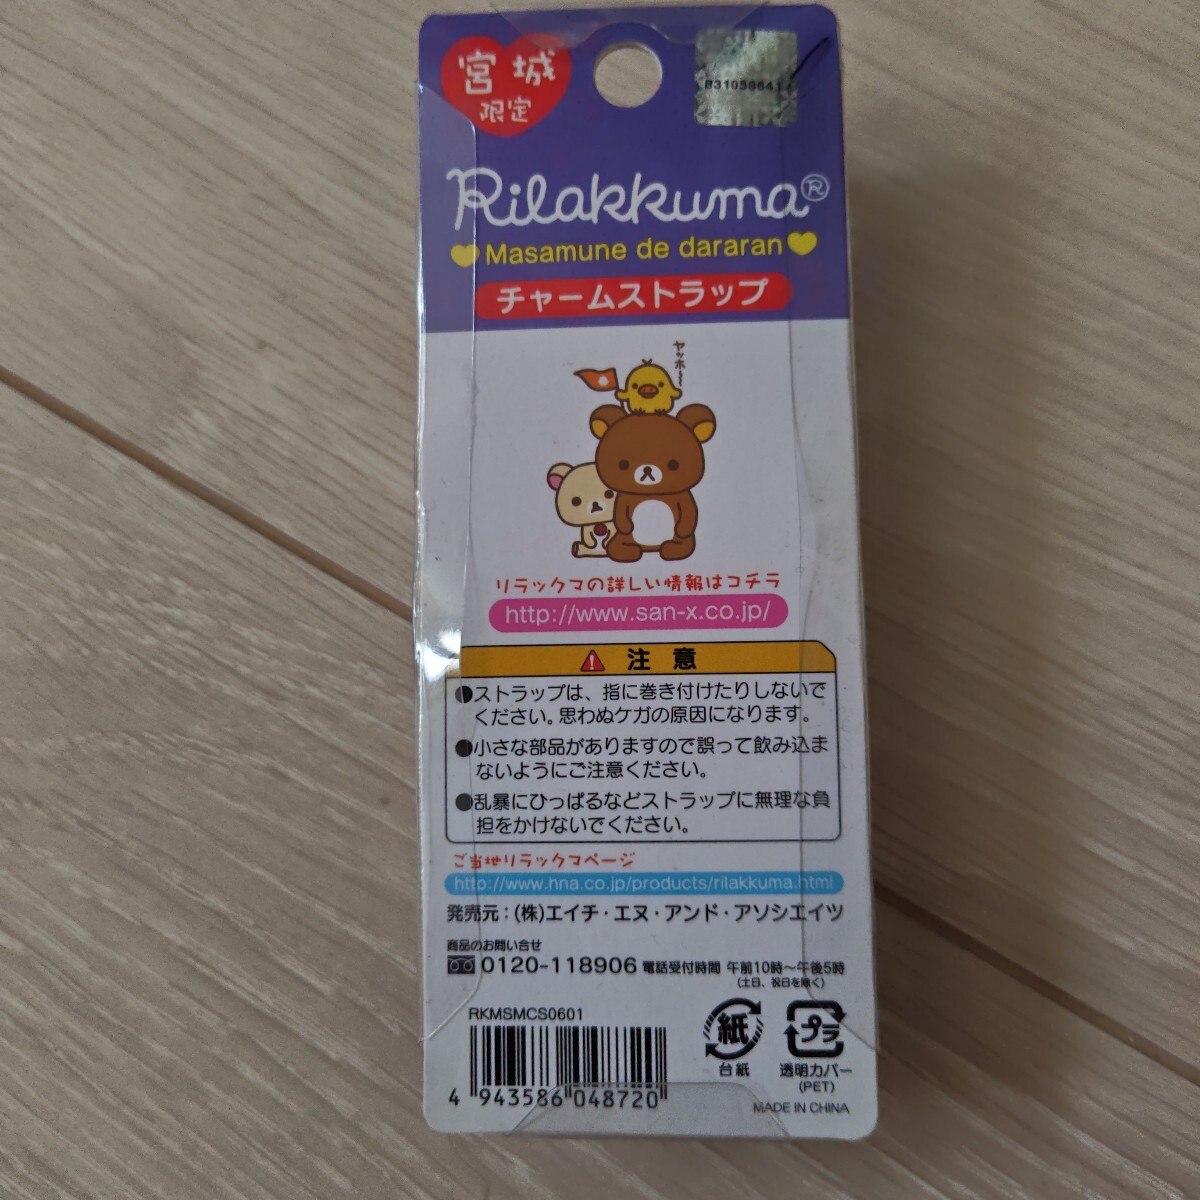 宮城
限定
B31059641
Rilakkuma®
Masamune de dararan
チャームストラップ
ヤッホ〜
リラックマの詳しい情報はコチラ
http://www.san-x.co.jp/
注意
●ストラップは、指に巻き付けたりしないで
ください。思わぬケガの原因になります。
●小さな部品がありますので誤って飲み込ま
ないようにご注意ください。
●乱暴にひっぱるなどストラップに無理な負
担をかけないでください。
ご当地リラックマページ
http://www.hna.co.jp/products/rilakkuma.html
発売元：(株)エイチ・エヌ・アンド・アソシエイツ
商品のお問い合せ
0120-118906 電話受付時間 午前10時〜午後5時
(土日、祝日を除く)
RKMSMCS0601
4 943586 048720
紙
台紙
プラ
透明カバー
(PET)
MADE IN CHINA